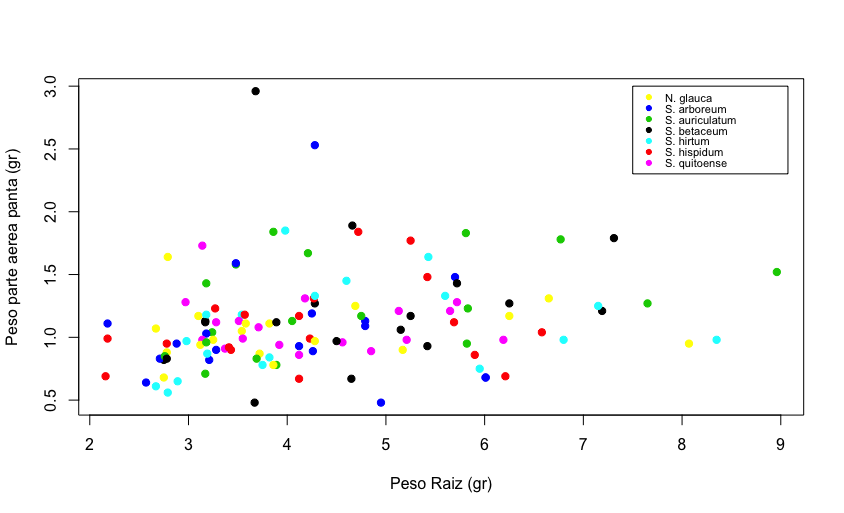 Peso parte aerea panta (gr)
3.0
2.5
2.0
1.5
1.0
0.5
N. glauca
S. arboreum
S. auriculatum
S. betaceum
S. hirtum
S. hispidum
S. quitoense
2 3 4 5 6 7 8 9
Peso Raiz (gr)